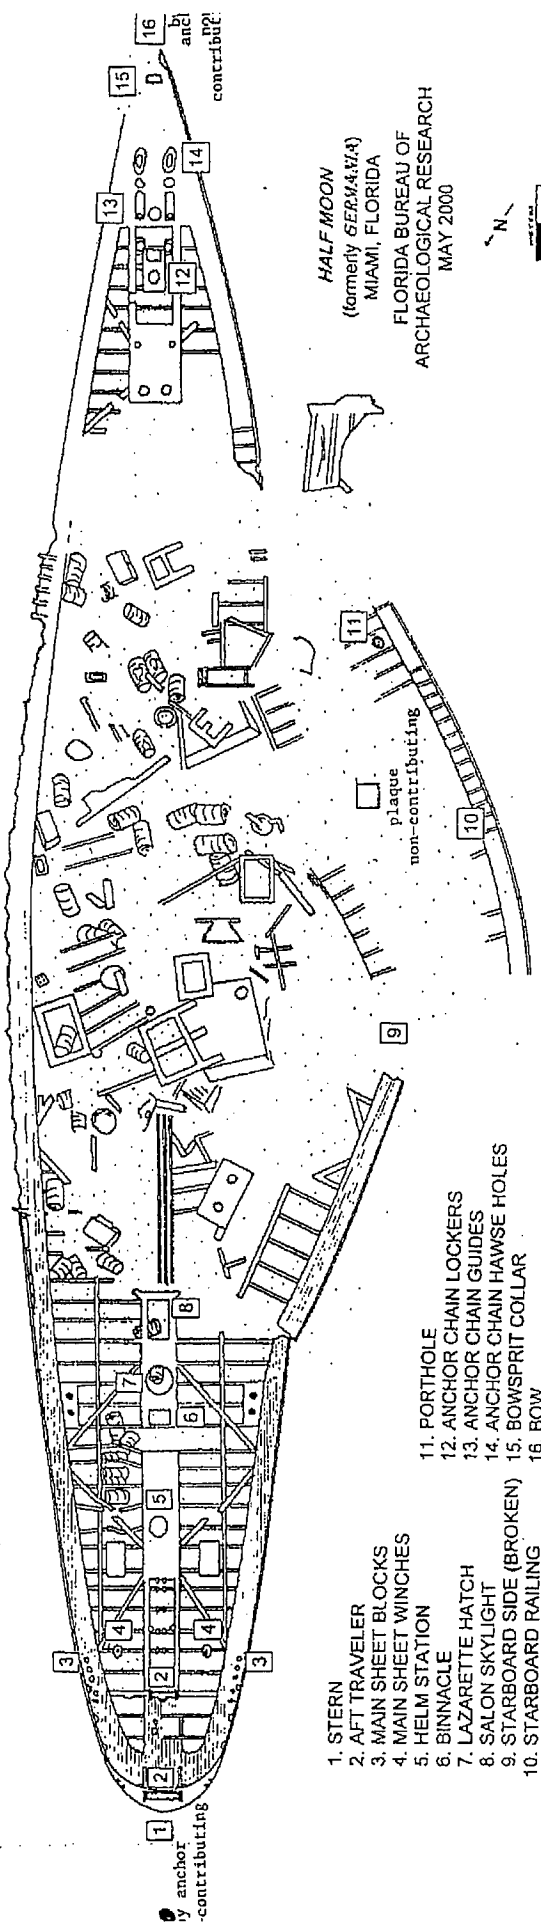 HALF MOON
(formerly GERMANIA)
MIAMI, FLORIDA
FLORIDA BUREAU OF
ARCHAEOLOGICAL RESEARCH
MAY 2000
N
1. STERN
2. AFT TRAVELER
3. MAIN SHEET BLOCKS
4. MAIN SHEET WINCHES
5. HELM STATION
6. BINNACLE
7. LAZARETTE HATCH
8. SALON SKYLIGHT
9. STARBOARD SIDE (BROKEN)
10. STARBOARD RAILING
11. PORTHOLE
12. ANCHOR CHAIN LOCKERS
13. ANCHOR CHAIN GUIDES
14. ANCHOR CHAIN HAWSE HOLES
15. BOWSPRIT COLLAR
16. BOW
anchor
-contributing
plaque
non-contributing
contribut
1
2
2
3
3
4
4
5
6
7
8
9
10
11
12
13
14
15
16